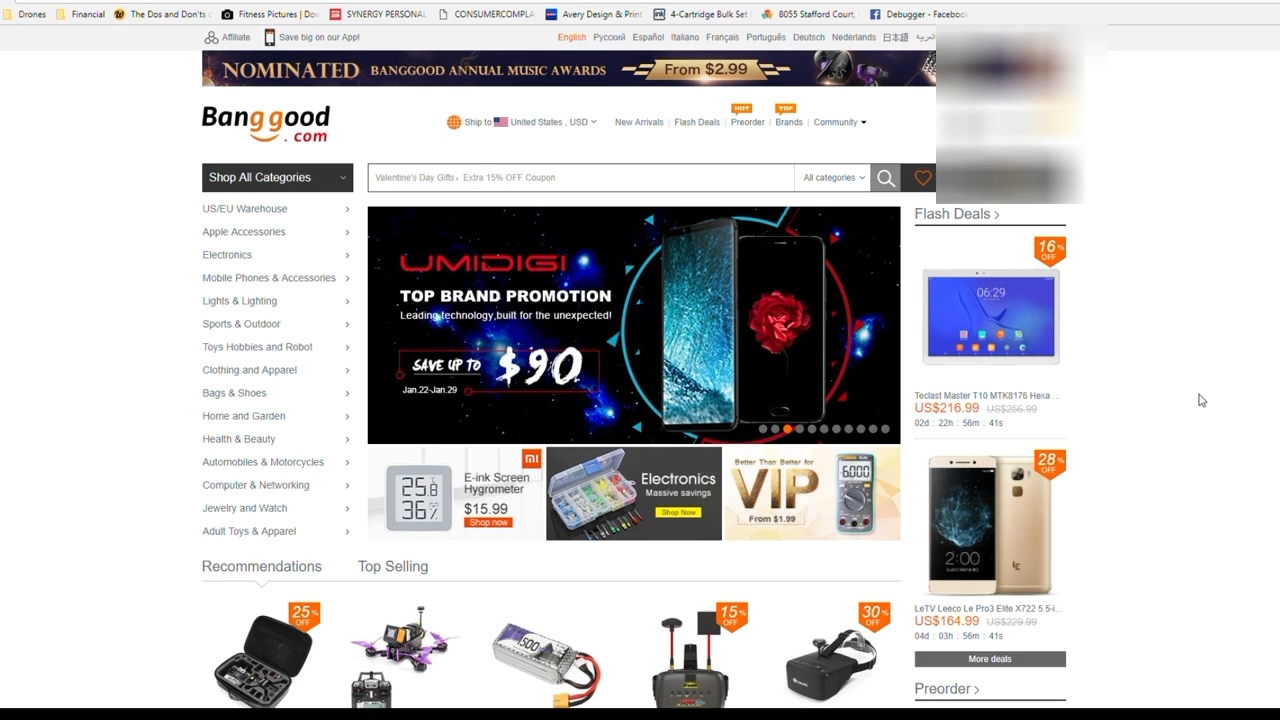 Drones
Financial
The Dos and Don'ts o
Fitness Pictures | Dov
SYNERGY PERSONAL
CONSUMERCOMPLA
Avery Design & Print
4-Cartridge Bulk Set
8055 Stafford Court,
Debugger - Facebook
Affiliate
Save big on our App!
English Русский Español Italiano Français Português Deutsch Nederlands 日本語 العربية
NOMINATED BANGGOOD ANNUAL MUSIC AWARDS From $2.99
Banggood
.com
Ship to United States , USD
New Arrivals | Flash Deals | Preorder | Brands | Community
HOT
TOP
Shop All Categories
Valentine's Day Gifts, Extra 15% OFF Coupon
All categories
US/EU Warehouse
Apple Accessories
Electronics
Mobile Phones & Accessories
Lights & Lighting
Sports & Outdoor
Toys Hobbies and Robot
Clothing and Apparel
Bags & Shoes
Home and Garden
Health & Beauty
Automobiles & Motorcycles
Computer & Networking
Jewelry and Watch
Adult Toys & Apparel
UMIDIGI
TOP BRAND PROMOTION
Leading technology,built for the unexpected!
SAVE UP TO $90
Jan.22-Jan.29
mi
E-ink Screen
Hygrometer
25.8
36%
$15.99
Shop now
Electronics
Massive savings
Shop Now
Better Than Better for
VIP
From $1.99
6.000
Flash Deals >
16%
OFF
06:29
Teclast Master T10 MTK8176 Hexa ...
US$216.99 US$256.99
02d : 22h : 56m : 41s
28%
OFF
2:00
LeTV Leeco Le Pro3 Elite X722 5.5-i...
US$164.99 US$229.99
04d : 03h : 56m : 41s
More deals
Preorder >
Recommendations
Top Selling
25%
OFF
1500
15%
OFF
30%
OFF